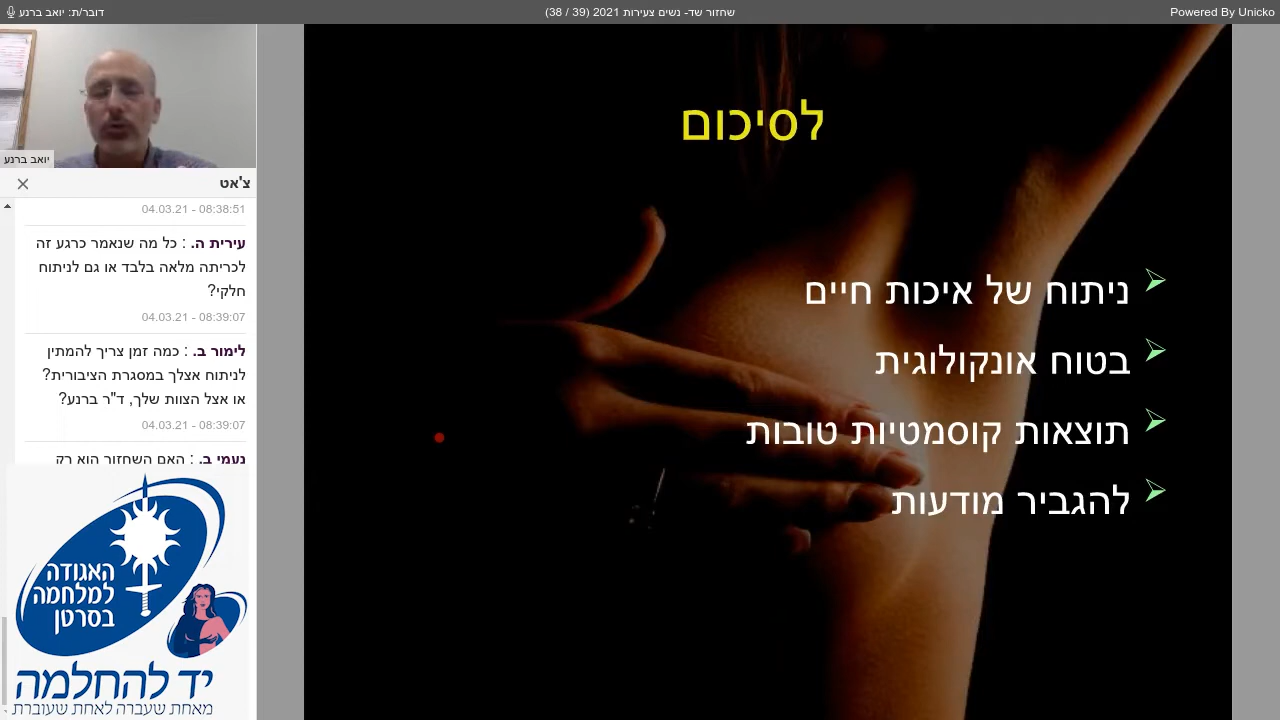 דובר/ת: יואב ברנע
שחזור שד- נשים צעירות 2021 (39 / 38)
Powered By Unicko
יואב ברנע
צ'אט
04.03.21 - 08:38:51
עירית ה. : כל מה שנאמר כרגע זה
לכריתה מלאה בלבד או גם לניתוח
חלקי?
04.03.21 - 08:39:07
לימור ב. : כמה זמן צריך להמתין
לניתוח אצלך במסגרת הציבורית?
או אצל הצוות שלך, ד"ר ברנע?
04.03.21 - 08:39:07
נעמי ב. : האם השחזור הוא רק
האגודה
למלחמה
בסרטן
יד להחלמה
מאחת שעברה לאחת שעוברת
לסיכום
ניתוח של איכות חיים
בטוח אונקולוגית
תוצאות קוסמטיות טובות
להגביר מודעות